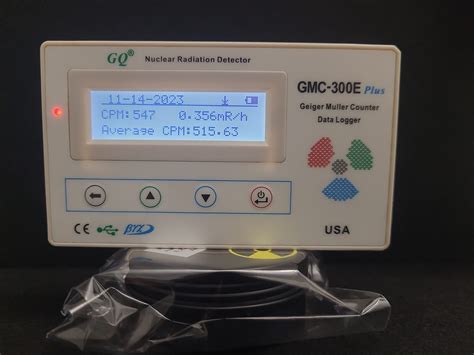 GQ® Nuclear Radiation Detector
GMC-300E Plus
Geiger Muller Counter
Data Logger
11-14-2023
CPM:547 0.356mR/h
Average CPM:515.63
CE βγX
USA